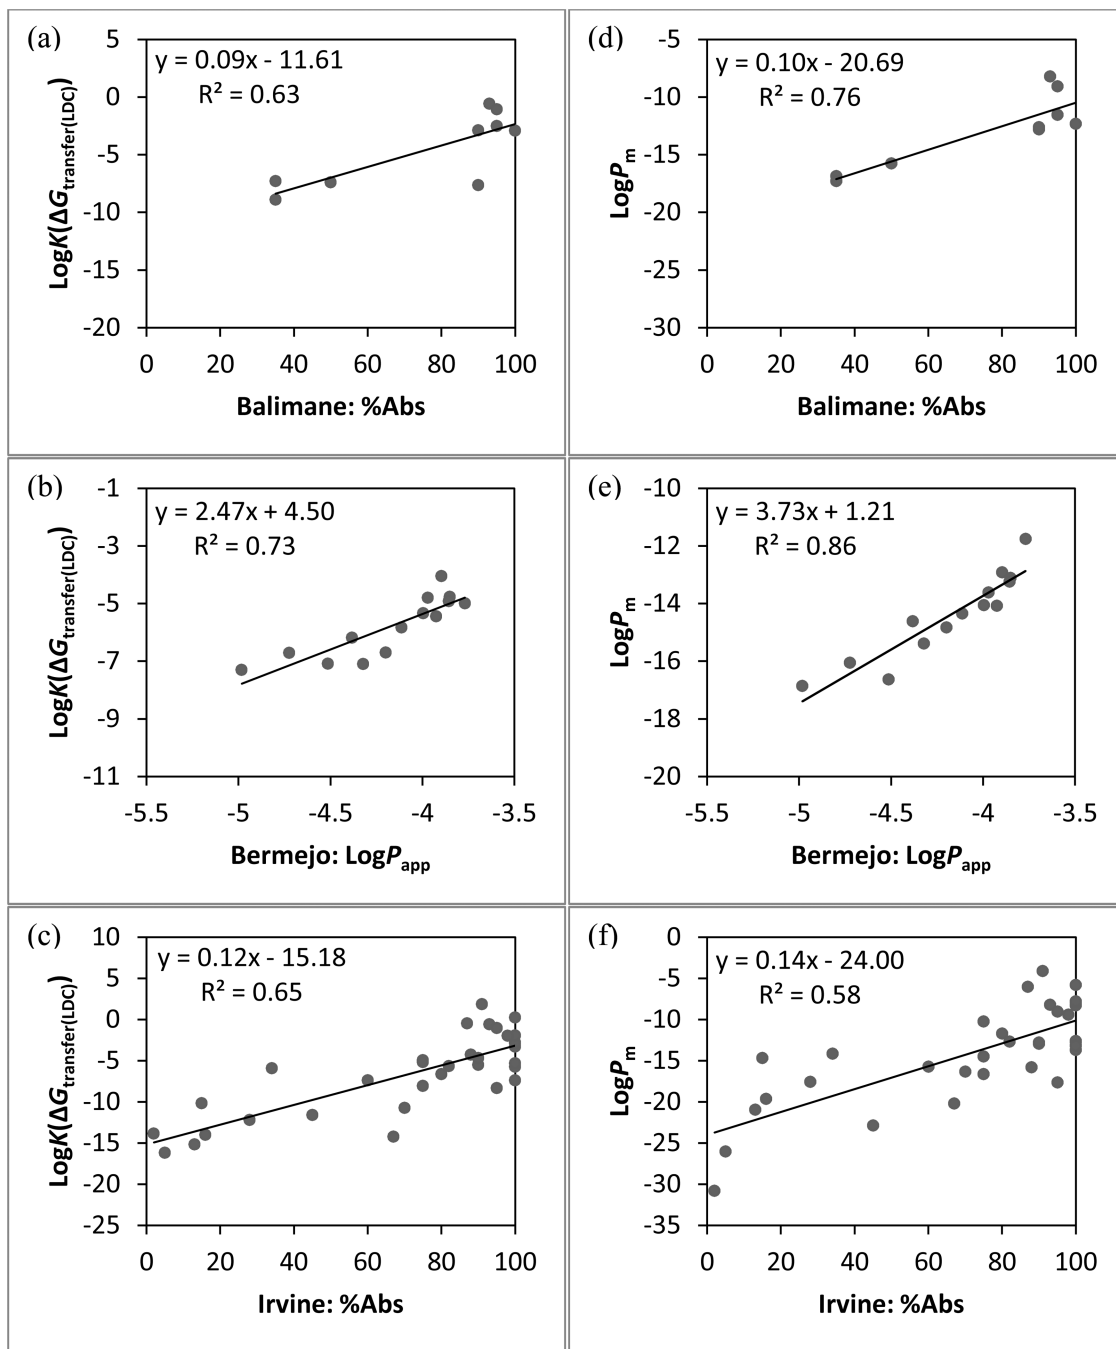 (a)
5
0
-5
-10
-15
-20
y = 0.09x - 11.61
R² = 0.63
LogK(ΔGtransfer(LDC))
0 20 40 60 80 100
Balimane: %Abs
(d)
-5
-10
-15
-20
-25
-30
y = 0.10x - 20.69
R² = 0.76
LogPm
0 20 40 60 80 100
Balimane: %Abs
(b)
-1
-3
-5
-7
-9
-11
y = 2.47x + 4.50
R² = 0.73
LogK(ΔGtransfer(LDC))
-5.5 -5 -4.5 -4 -3.5
Bermejo: LogPapp
(e)
-10
-12
-14
-16
-18
-20
y = 3.73x + 1.21
R² = 0.86
LogPm
-5.5 -5 -4.5 -4 -3.5
Bermejo: LogPapp
(c)
10
5
0
-5
-10
-15
-20
-25
y = 0.12x - 15.18
R² = 0.65
LogK(ΔGtransfer(LDC))
0 20 40 60 80 100
Irvine: %Abs
(f)
0
-5
-10
-15
-20
-25
-30
-35
y = 0.14x - 24.00
R² = 0.58
LogPm
0 20 40 60 80 100
Irvine: %Abs